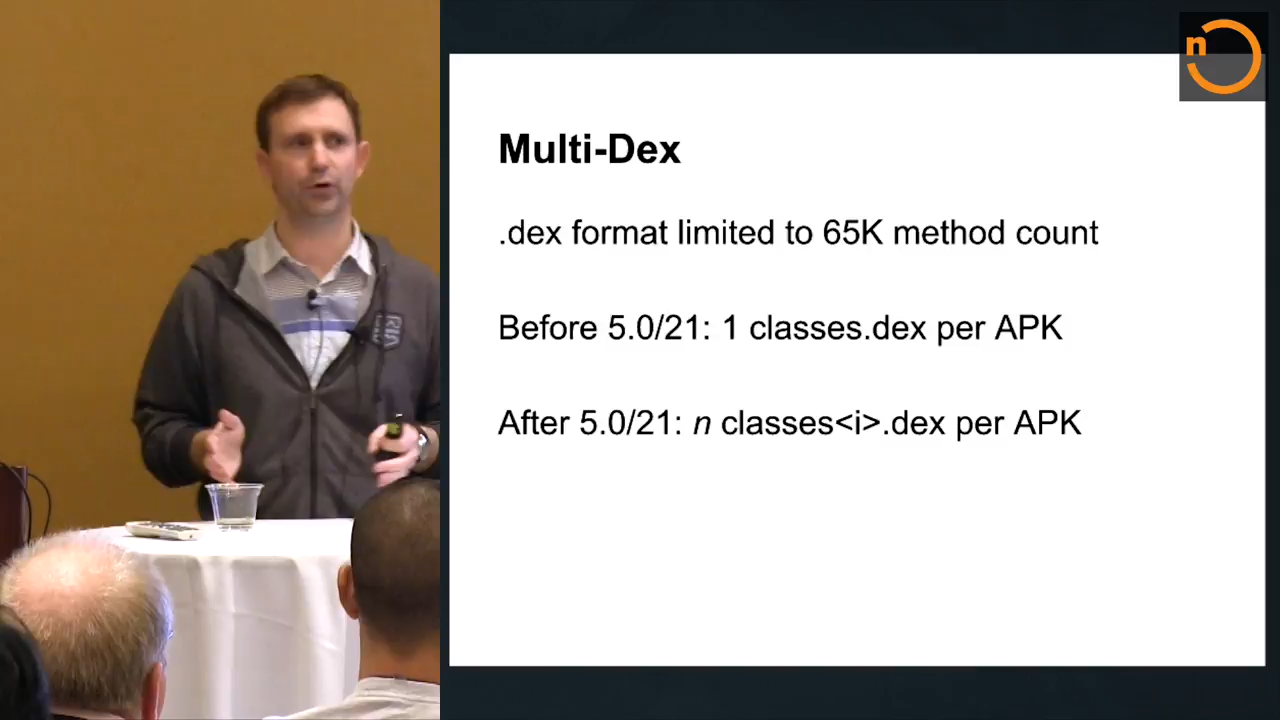 n
Multi-Dex
.dex format limited to 65K method count
Before 5.0/21: 1 classes.dex per APK
After 5.0/21: n classes<i>.dex per APK